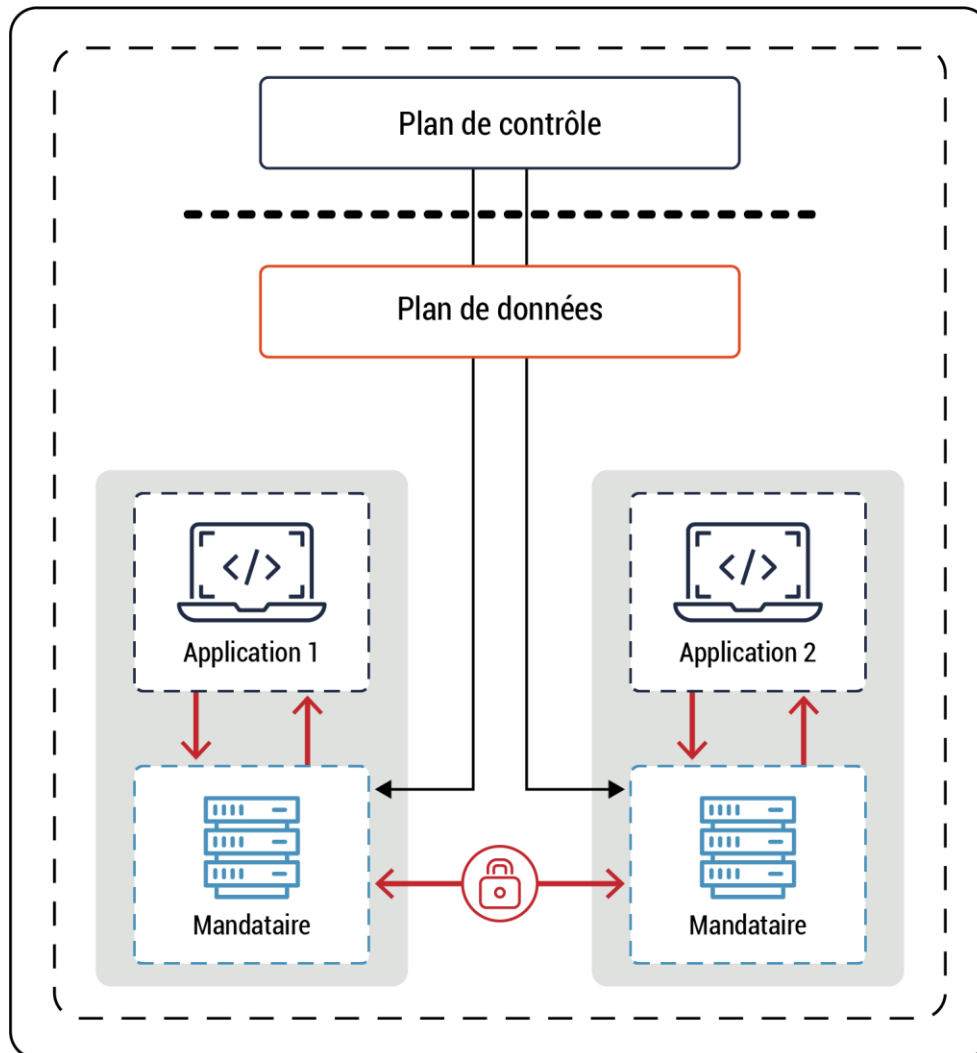 Plan de contrôle
Plan de données
Application 1
Application 2
Mandataire
Mandataire